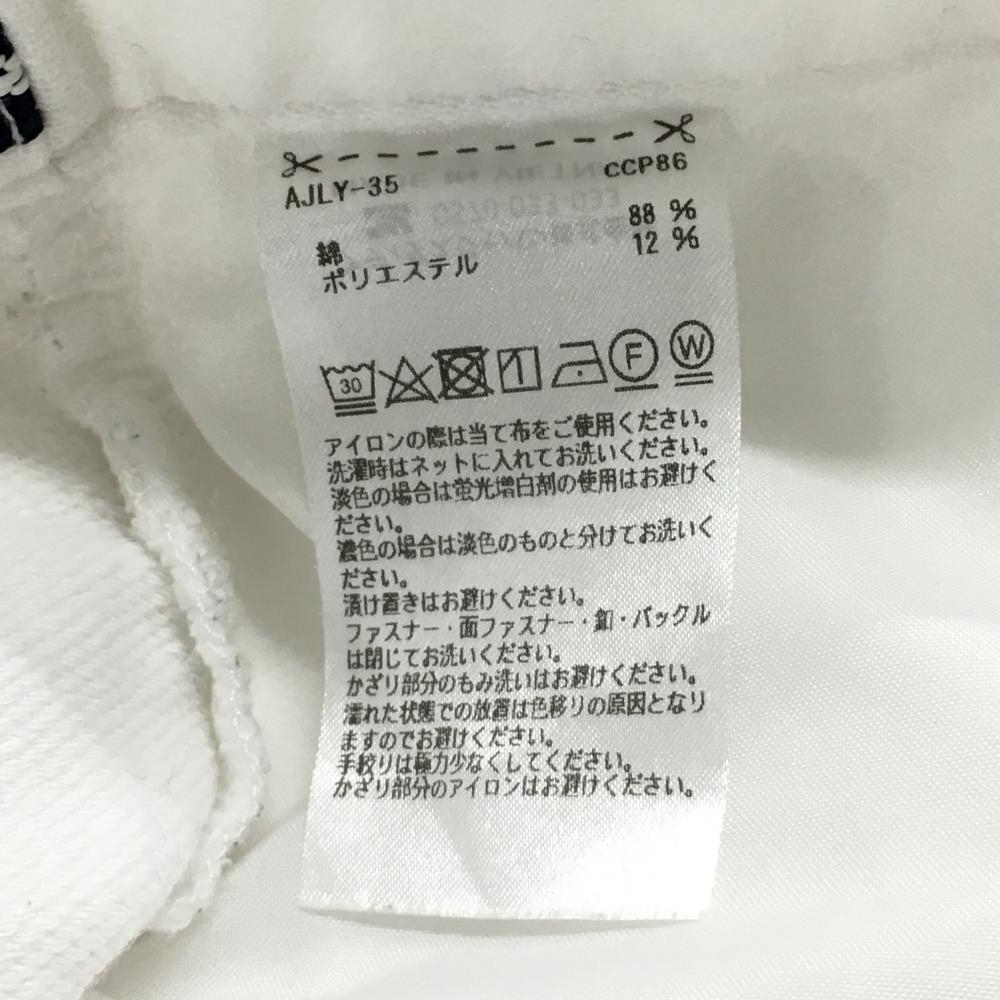 AJLY-35 CCP86
綿 88 %
ポリエステル 12 %
30 F W
アイロンの際は当て布をご使用ください。
洗濯時はネットに入れてお洗いください。
淡色の場合は蛍光増白剤の使用はお避けく
ださい。
濃色の場合は淡色のものと分けてお洗いく
ださい。
漬け置きはお避けください。
ファスナー・面ファスナー・釦・バックル
は閉じてお洗いください。
かざり部分のもみ洗いはお避けください。
濡れた状態での放置は色移りの原因となり
ますのでお避けください。
手絞りは極力少なくしてください。
かざり部分のアイロンはお避けください。